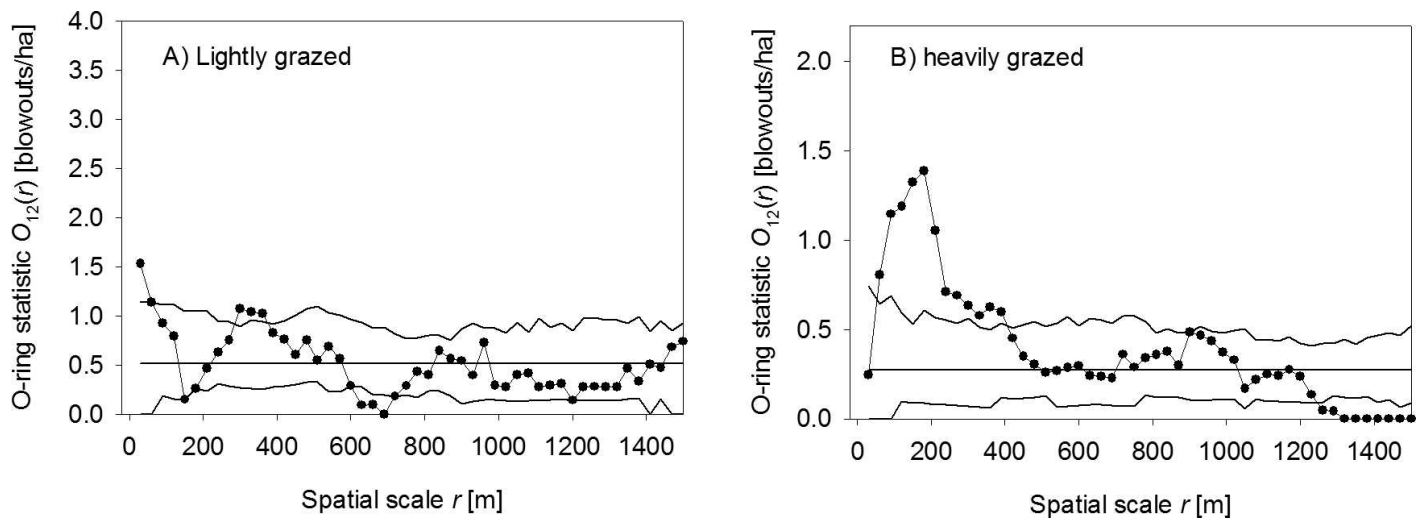 A) Lightly grazed
O-ring statistic O₁₂(r) [blowouts/ha]
4.0
3.5
3.0
2.5
2.0
1.5
1.0
0.5
0.0
0 200 400 600 800 1000 1200 1400
Spatial scale r [m]
B) heavily grazed
O-ring statistic O₁₂(r) [blowouts/ha]
2.0
1.5
1.0
0.5
0.0
0 200 400 600 800 1000 1200 1400
Spatial scale r [m]